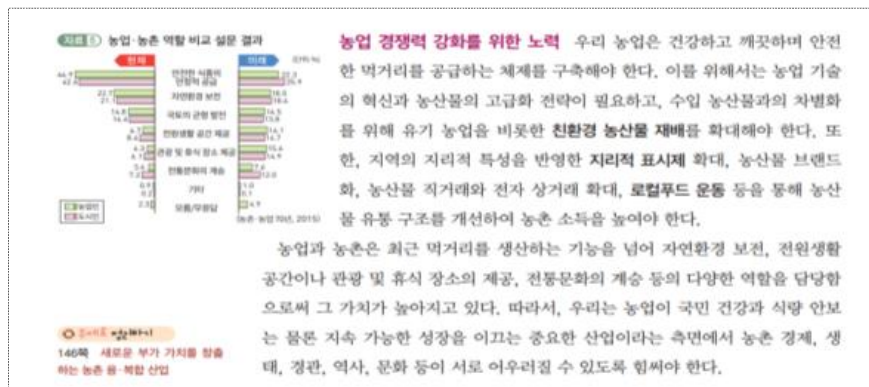 자료 6 농업·농촌 역할 비교 설문 결과
현재
미래
(단위: %)
안전한 식품의
안정적 공급
자연환경 보전
국토의 균형 발전
전원생활 공간 제공
관광 및 휴식 장소 제공
전통문화의 계승
기타
모름/무응답
농업인
도시민
(농촌·농업 70년, 2015)
농업 경쟁력 강화를 위한 노력 우리 농업은 건강하고 깨끗하며 안전
한 먹거리를 공급하는 체제를 구축해야 한다. 이를 위해서는 농업 기술
의 혁신과 농산물의 고급화 전략이 필요하고, 수입 농산물과의 차별화
를 위해 유기 농업을 비롯한 친환경 농산물 재배를 확대해야 한다. 또
한, 지역의 지리적 특성을 반영한 지리적 표시제 확대, 농산물 브랜드
화, 농산물 직거래와 전자 상거래 확대, 로컬푸드 운동 등을 통해 농산
물 유통 구조를 개선하여 농촌 소득을 높여야 한다.
농업과 농촌은 최근 먹거리를 생산하는 기능을 넘어 자연환경 보전, 전원생활
공간이나 관광 및 휴식 장소의 제공, 전통문화의 계승 등의 다양한 역할을 담당함
으로써 그 가치가 높아지고 있다. 따라서, 우리는 농업이 국민 건강과 식량 안보
는 물론 지속 가능한 성장을 이끄는 중요한 산업이라는 측면에서 농촌 경제, 생
태, 경관, 역사, 문화 등이 서로 어우러질 수 있도록 힘써야 한다.
146쪽 새로운 부가 가치를 창출
하는 농촌 융·복합 산업